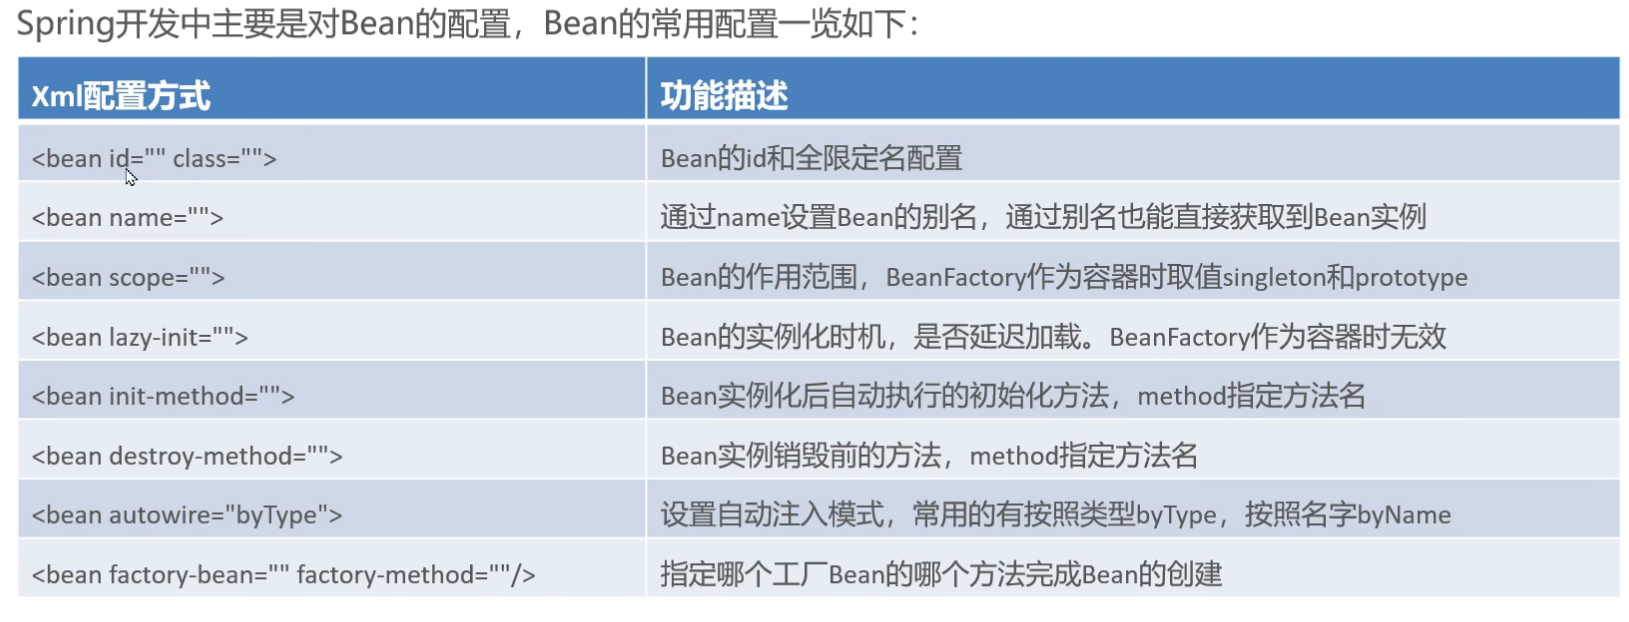 Spring开发中主要是对Bean的配置，Bean的常用配置一览如下：
Xml配置方式 功能描述
<bean id="" class=""> Bean的id和全限定名配置
<bean name=""> 通过name设置Bean的别名，通过别名也能直接获取到Bean实例
<bean scope=""> Bean的作用范围，BeanFactory作为容器时取值singleton和prototype
<bean lazy-init=""> Bean的实例化时机，是否延迟加载。BeanFactory作为容器时无效
<bean init-method=""> Bean实例化后自动执行的初始化方法，method指定方法名
<bean destroy-method=""> Bean实例销毁前的方法，method指定方法名
<bean autowire="byType"> 设置自动注入模式，常用的有按照类型byType，按照名字byName
<bean factory-bean="" factory-method=""/> 指定哪个工厂Bean的哪个方法完成Bean的创建